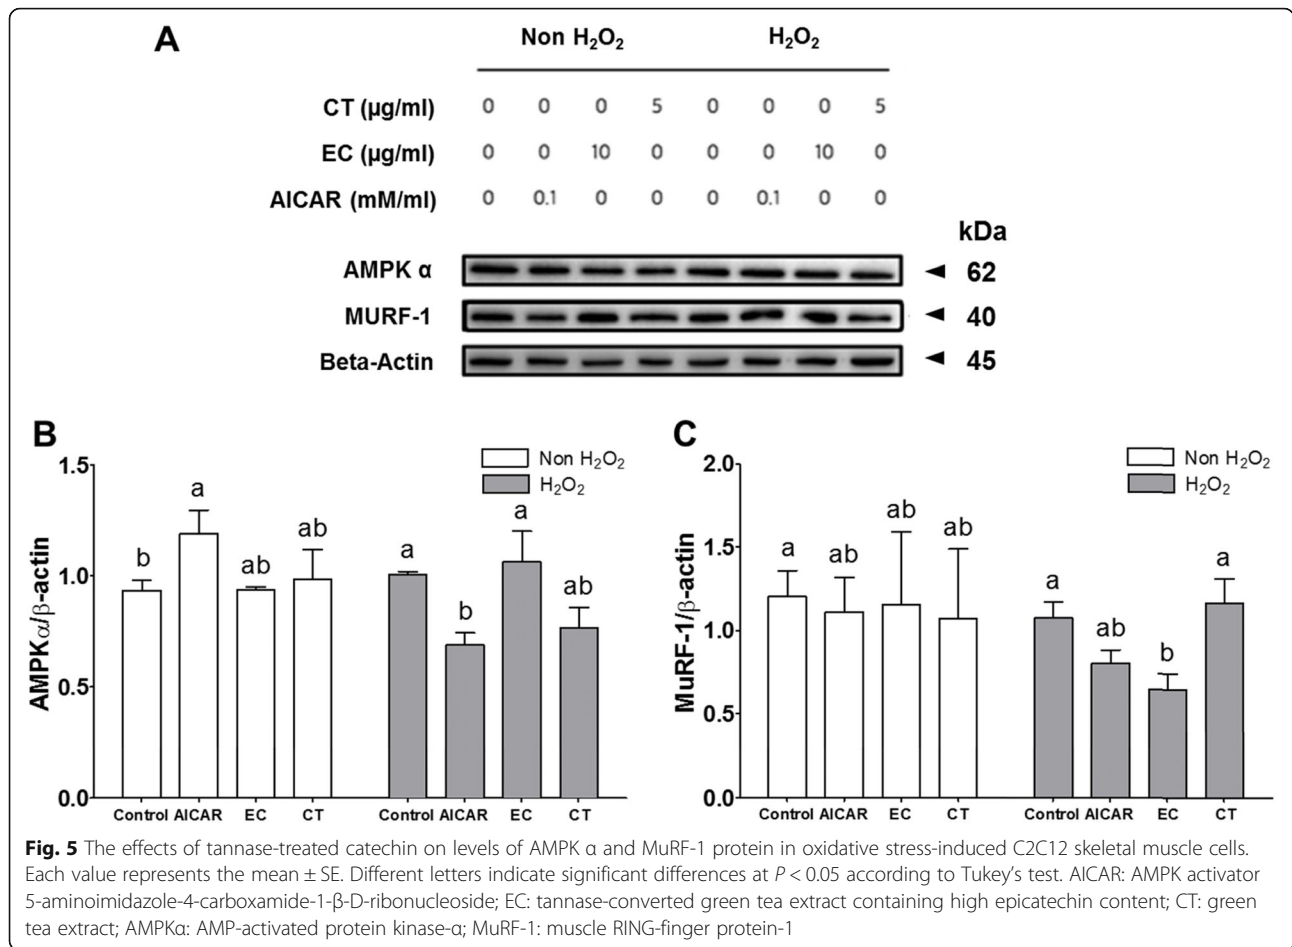 A
Non H₂O₂ H₂O₂
CT (µg/ml) 0 0 0 5 0 0 0 5
EC (µg/ml) 0 0 10 0 0 0 10 0
AICAR (mM/ml) 0 0.1 0 0 0 0.1 0 0
kDa
AMPK α 62
MURF-1 40
Beta-Actin 45
B
Non H₂O₂
H₂O₂
AMPKα/β-actin
1.5
1.0
0.5
0.0
b a ab ab a b a ab
Control AICAR EC CT Control AICAR EC CT
C
Non H₂O₂
H₂O₂
MuRF-1/β-actin
2.0
1.5
1.0
0.5
0.0
a ab ab ab a ab b a
Control AICAR EC CT Control AICAR EC CT
Fig. 5 The effects of tannase-treated catechin on levels of AMPK α and MuRF-1 protein in oxidative stress-induced C2C12 skeletal muscle cells.
Each value represents the mean ± SE. Different letters indicate significant differences at P < 0.05 according to Tukey's test. AICAR: AMPK activator
5-aminoimidazole-4-carboxamide-1-β-D-ribonucleoside; EC: tannase-converted green tea extract containing high epicatechin content; CT: green
tea extract; AMPKα: AMP-activated protein kinase-α; MuRF-1: muscle RING-finger protein-1